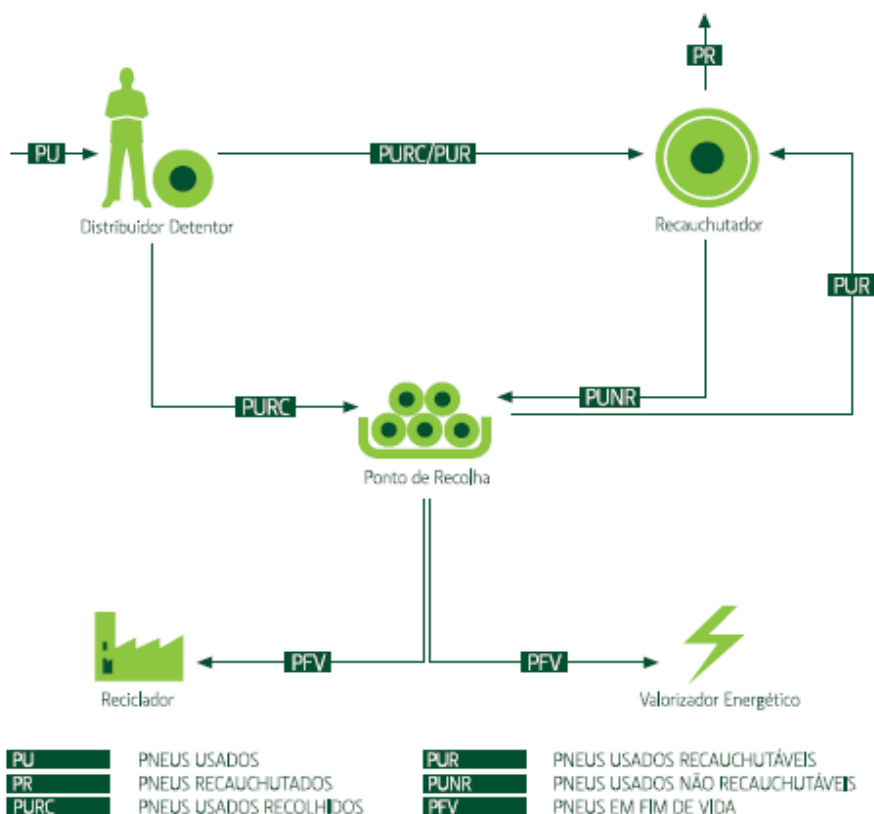 PR
PU
PURC/PUR
Distribuidor Detentor
Recauchutador
PUR
PURC
PUNR
Ponto de Recolha
PFV
PFV
Reciclador
Valorizador Energético
PU PNEUS USADOS
PR PNEUS RECAUCHUTADOS
PURC PNEUS USADOS RECOLHIDOS
PUR PNEUS USADOS RECAUCHUTÁVEIS
PUNR PNEUS USADOS NÃO RECAUCHUTÁVEIS
PFV PNEUS EM FIM DE VIDA